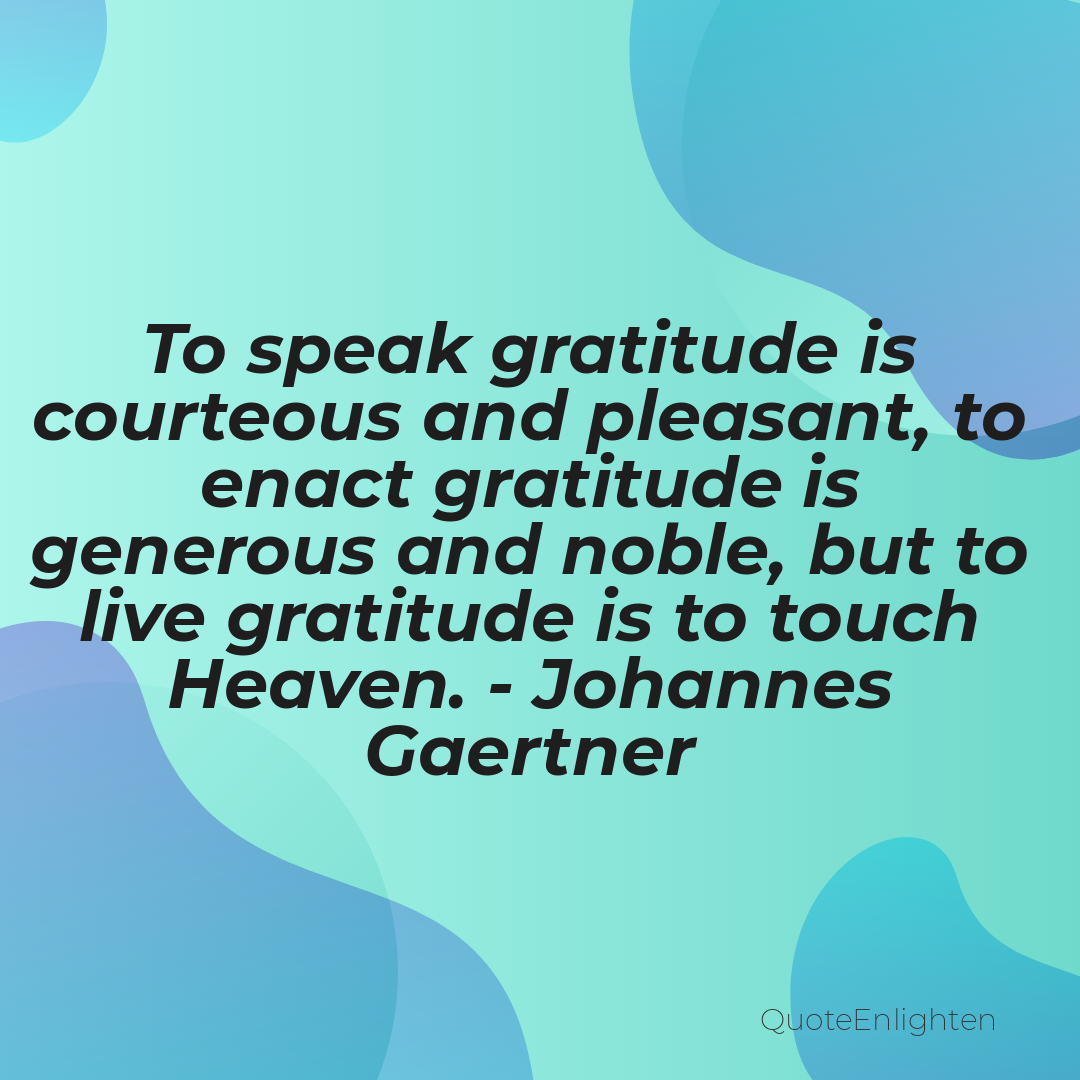 To speak gratitude is
courteous and pleasant, to
enact gratitude is
generous and noble, but to
live gratitude is to touch
Heaven. - Johannes
Gaertner
QuoteEnlighten